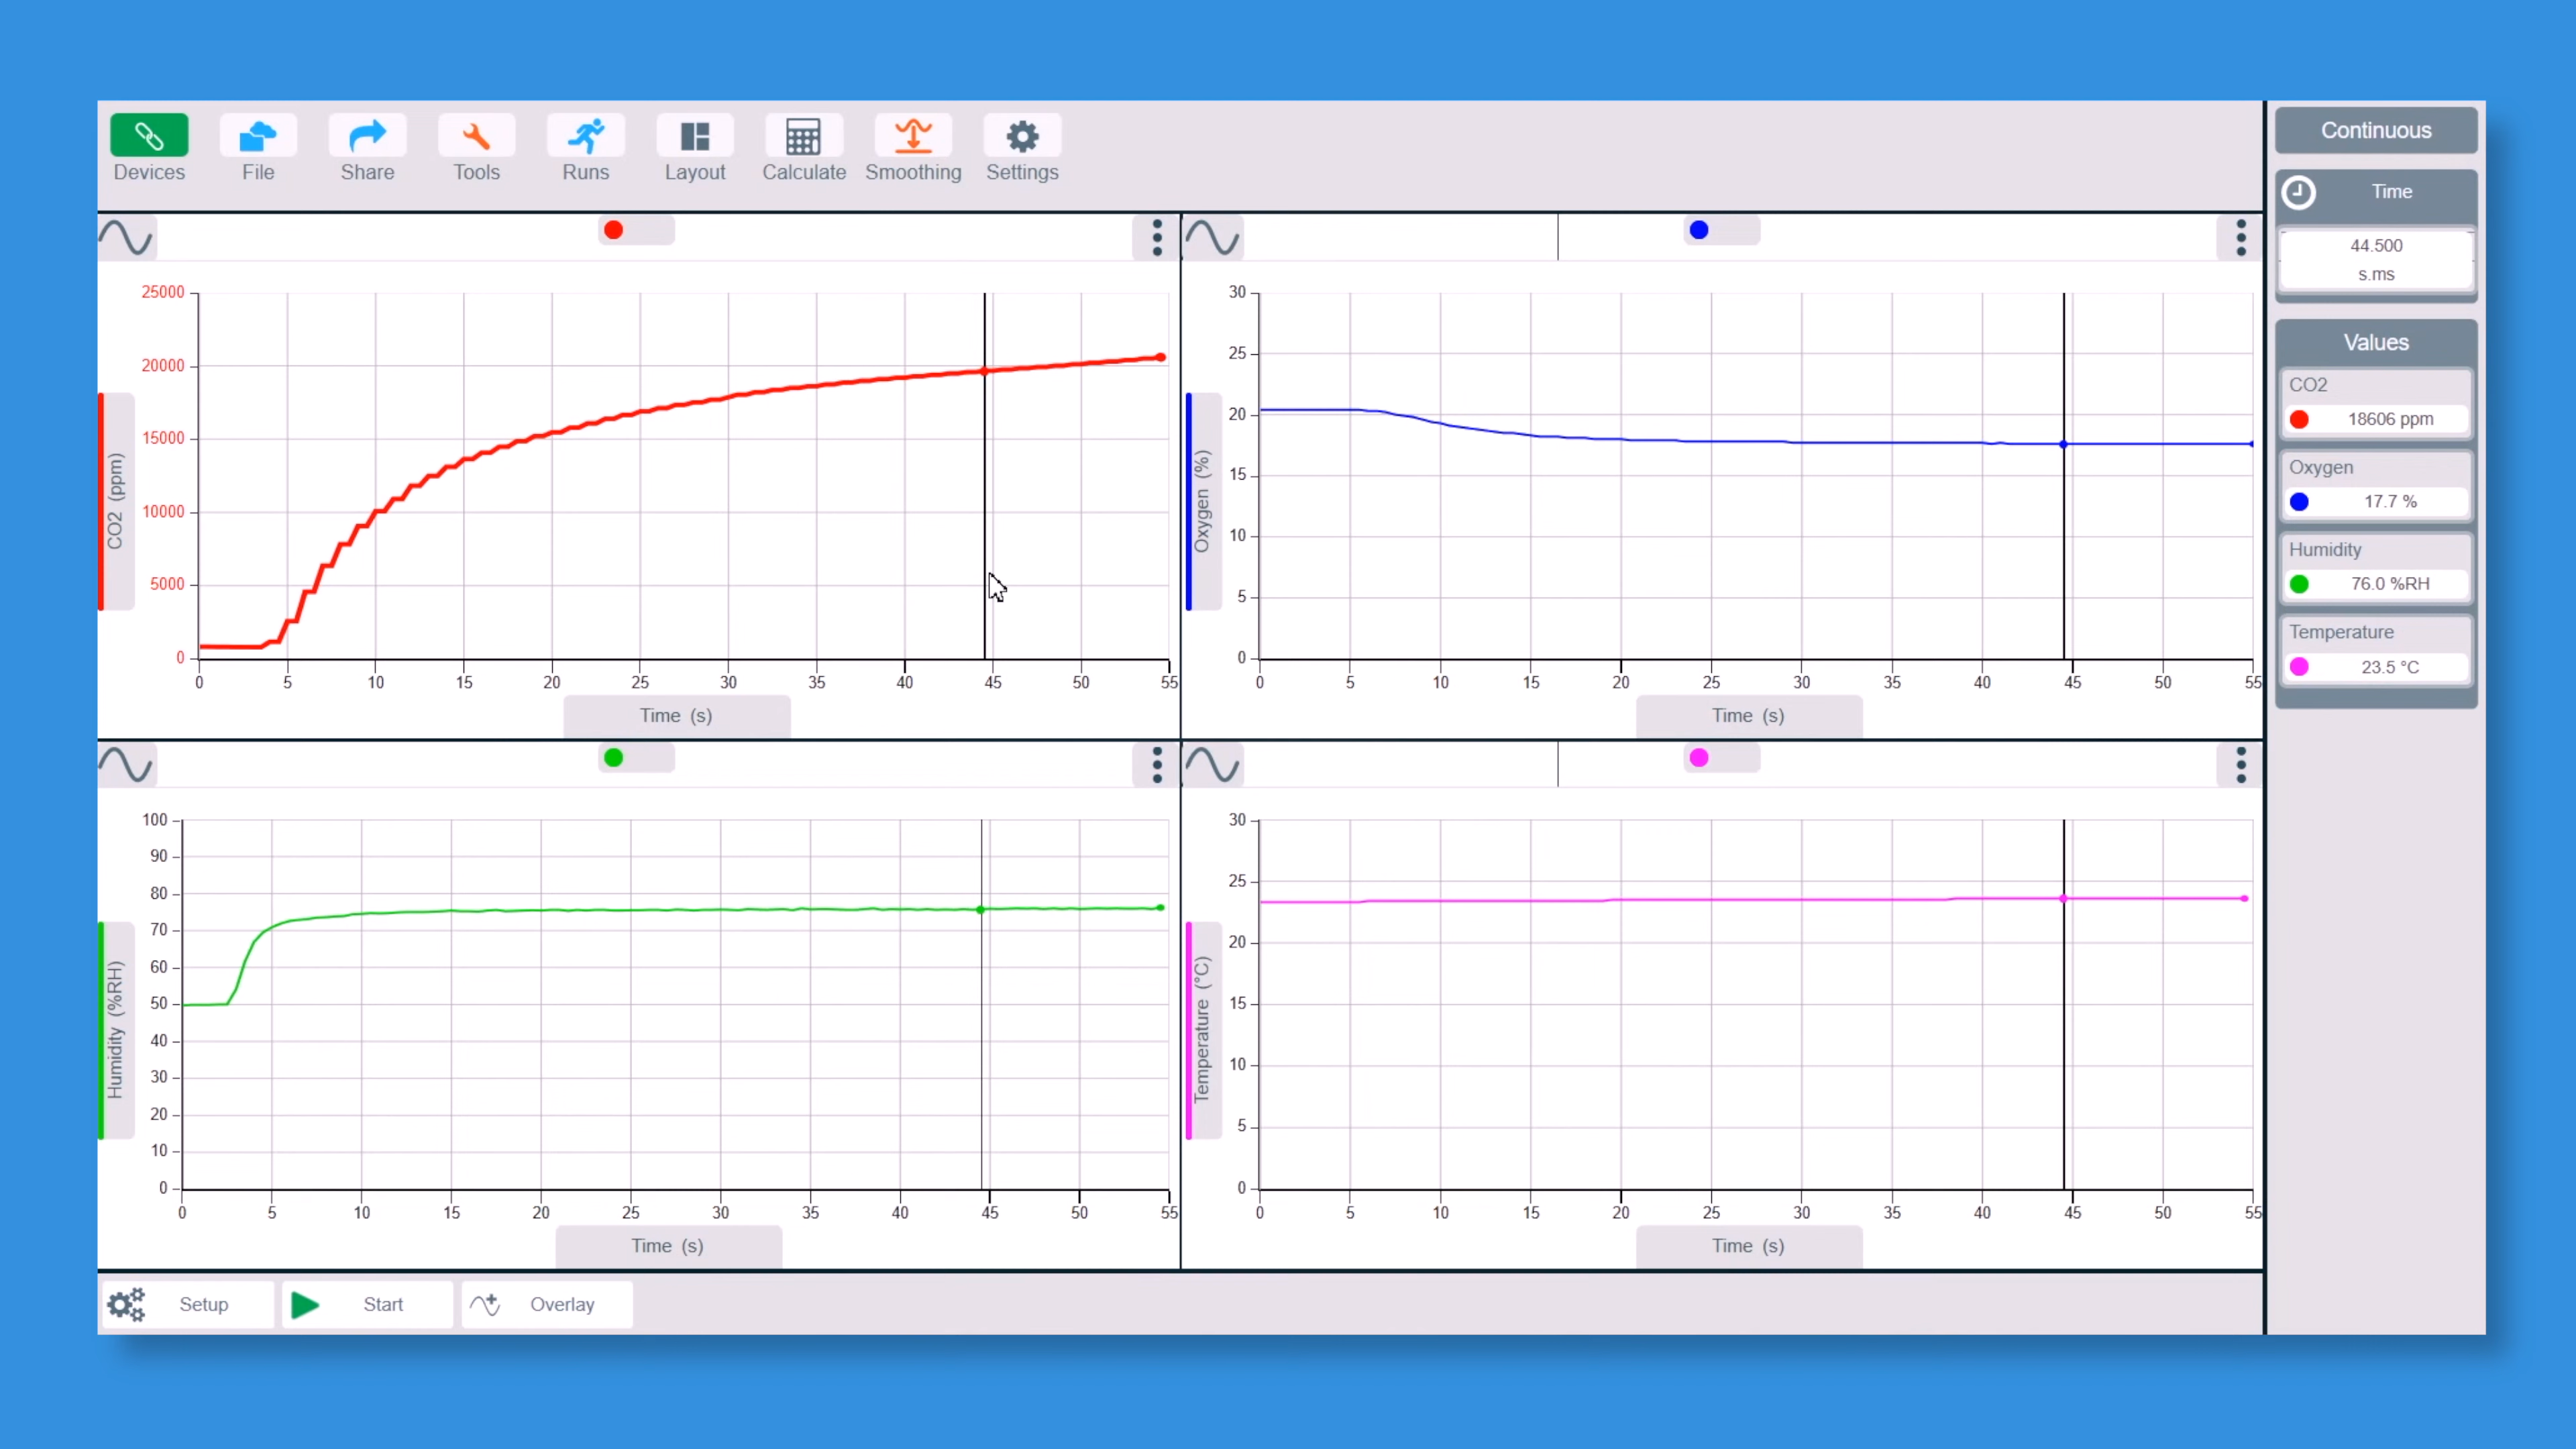 Devices File Share Tools Runs Layout Calculate Smoothing Settings
Continuous
Time
44.500
s.ms
Values
CO2
18606 ppm
Oxygen
17.7 %
Humidity
76.0 %RH
Temperature
23.5 °C
CO2 (ppm)
25000
20000
15000
10000
5000
0
0 5 10 15 20 25 30 35 40 45 50 55
Time (s)
Oxygen (%)
30
25
20
15
10
5
0
0 5 10 15 20 25 30 35 40 45 50 55
Time (s)
Humidity (%RH)
100
90
80
70
60
50
40
30
20
10
0
0 5 10 15 20 25 30 35 40 45 50 55
Time (s)
Temperature (°C)
30
25
20
15
10
5
0
0 5 10 15 20 25 30 35 40 45 50 55
Time (s)
Setup Start Overlay